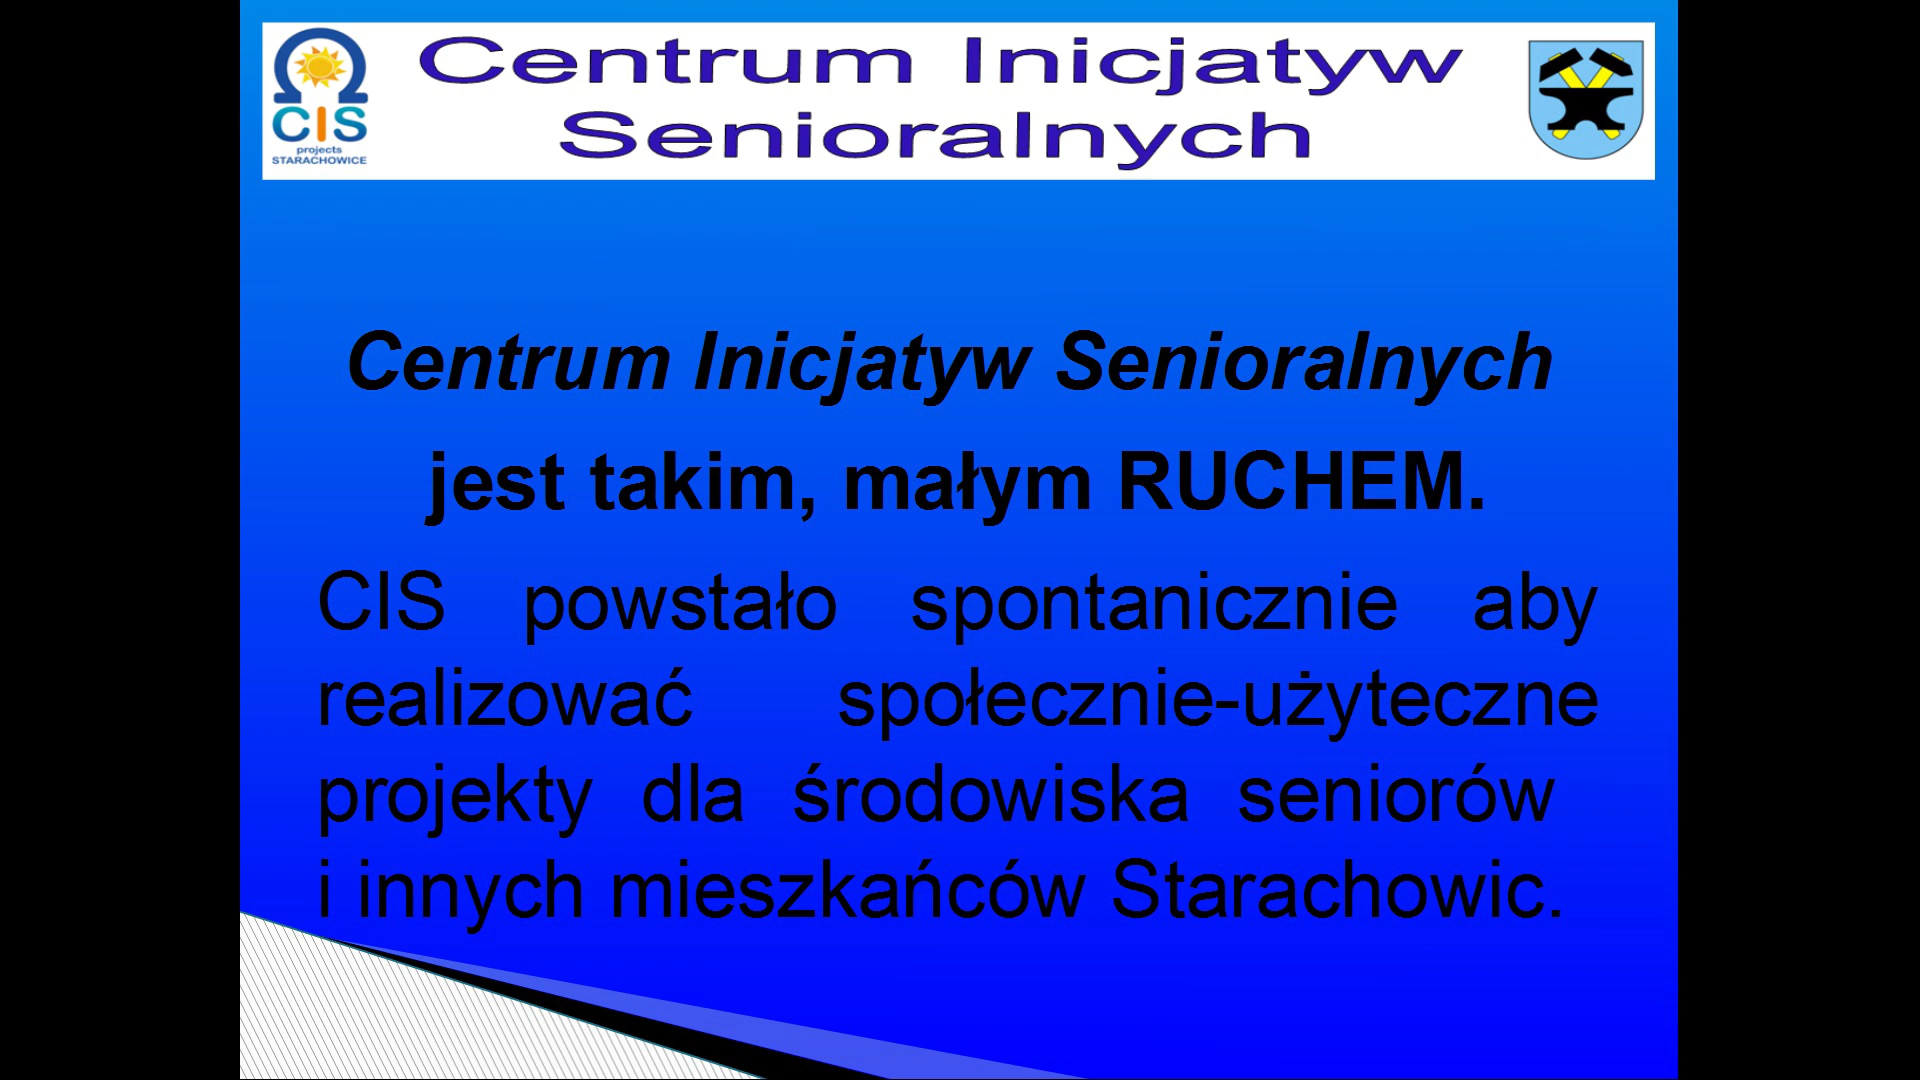 Centrum Inicjatyw
Senioralnych
CIS
projects
STARACHOWICE
Centrum Inicjatyw Senioralnych
jest takim, małym RUCHEM.
CIS powstało spontanicznie aby
realizować społecznie-użyteczne
projekty dla środowiska seniorów
i innych mieszkańców Starachowic.